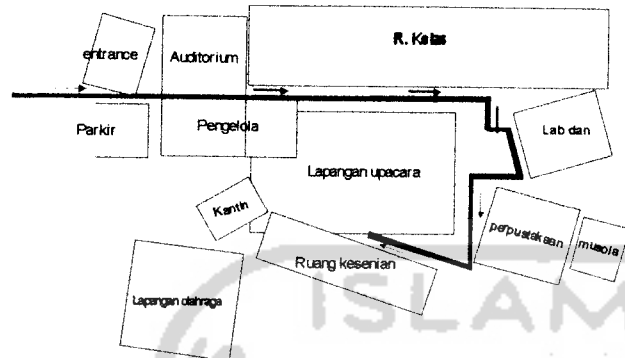 R. Kelas
entrance
Auditorium
Parkir
Pengelola
Lab dan
Lapangan upacara
Kantin
perpustakaan
musola
Ruang kesenian
Lapangan olahraga
ISLAM